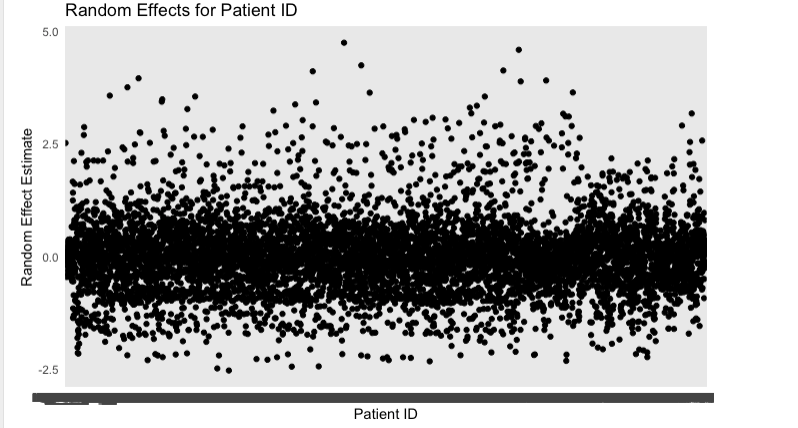 Random Effects for Patient ID
5.0
2.5
0.0
-2.5
Random Effect Estimate
Patient ID